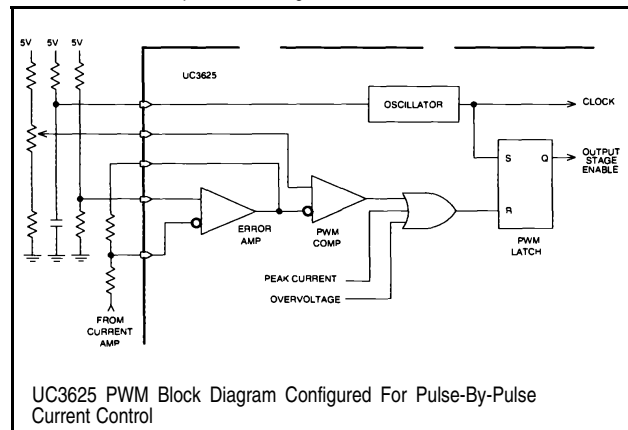 5V 5V 5V
UC3625
OSCILLATOR
CLOCK
S Q
OUTPUT
STAGE
ENABLE
R
ERROR
AMP
PWM
COMP
PWM
LATCH
PEAK CURRENT
OVERVOLTAGE
FROM
CURRENT
AMP
UC3625 PWM Block Diagram Configured For Pulse-By-Pulse
Current Control